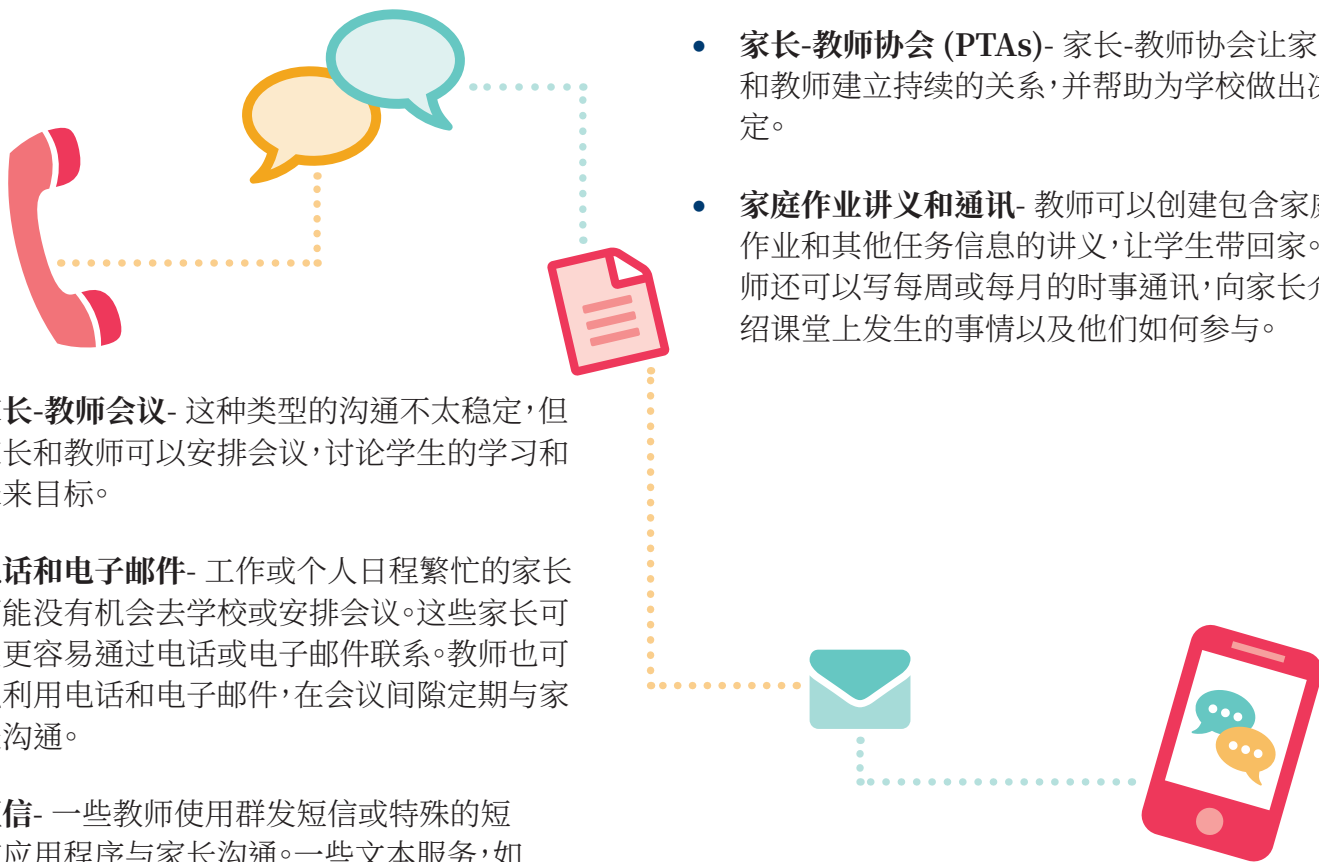 长-教师会议- 这种类型的沟通不太稳定,但
长和教师可以安排会议,讨论学生的学习和
来目标。
话和电子邮件- 工作或个人日程繁忙的家长
能没有机会去学校或安排会议。这些家长可
更容易通过电话或电子邮件联系。教师也可
利用电话和电子邮件,在会议间隙定期与家
沟通。
信- 一些教师使用群发短信或特殊的短
应用程序与家长沟通。一些文本服务,如
• 家长-教师协会 (PTAs)- 家长-教师协会让家
和教师建立持续的关系,并帮助为学校做出决
定。
• 家庭作业讲义和通讯- 教师可以创建包含家庭
作业和其他任务信息的讲义,让学生带回家。
师还可以写每周或每月的时事通讯,向家长介
绍课堂上发生的事情以及他们如何参与。